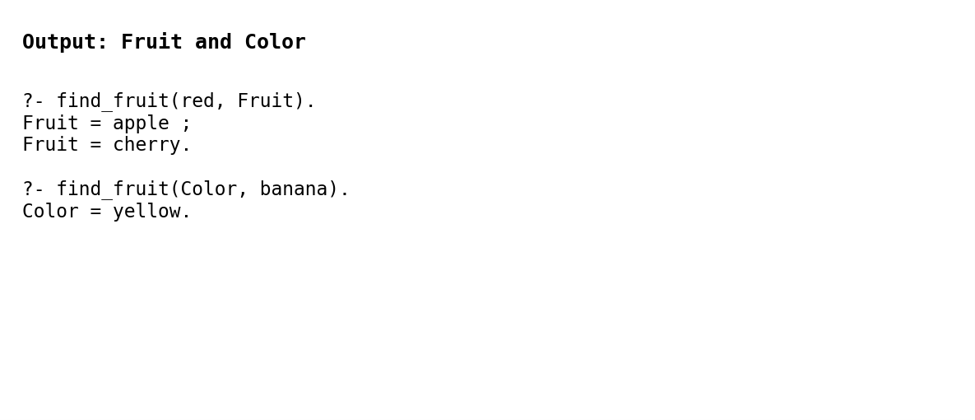 Output: Fruit and Color
?- find_fruit(red, Fruit).
Fruit = apple ;
Fruit = cherry.
?- find_fruit(Color, banana).
Color = yellow.